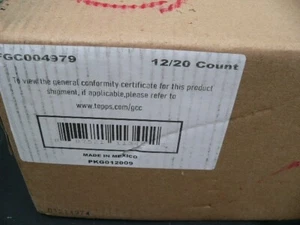 FGC004979 12/20 Count
To view the general conformity certificate for this product
shipment, if applicable, please refer to
www.topps.com/gcc
MADE IN MEXICO
PKG012809